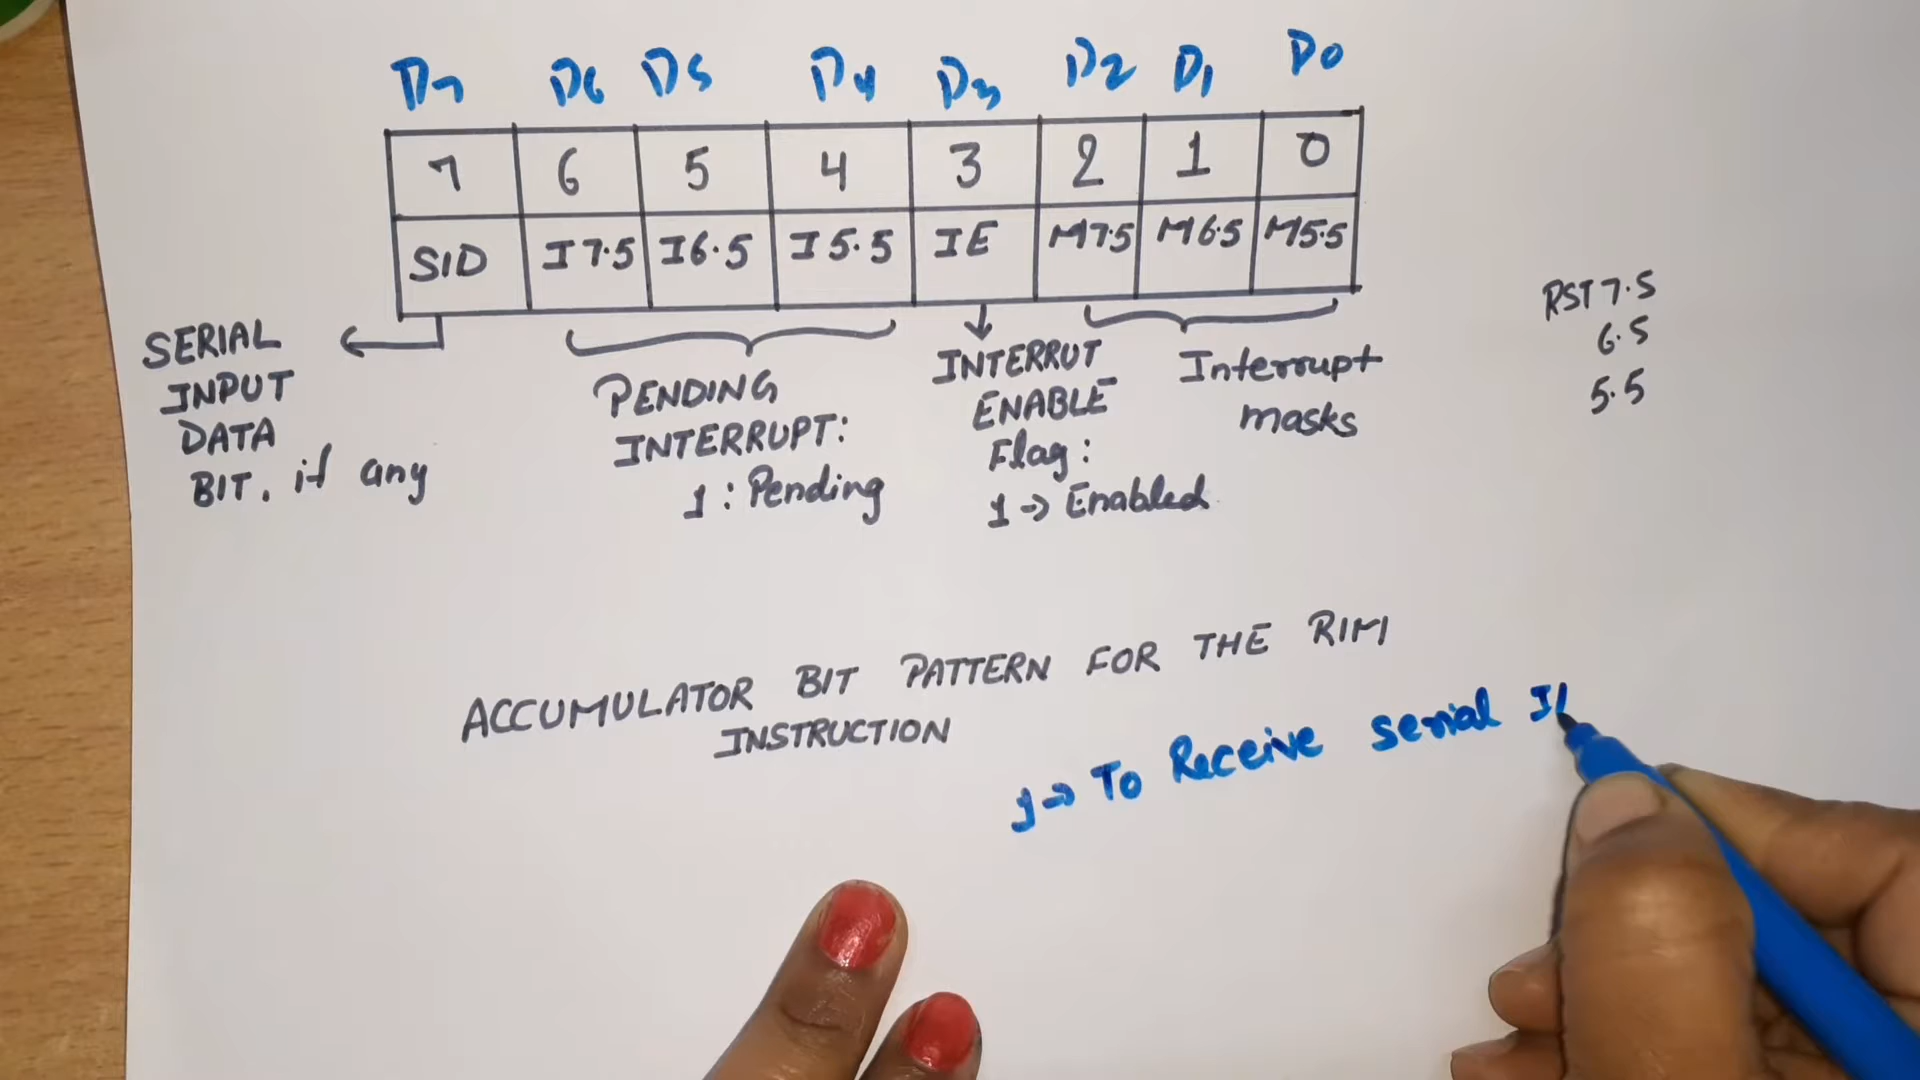 D7 D6 D5 D4 D3 D2 D1 D0
7 6 5 4 3 2 1 0
SID I7.5 I6.5 I5.5 IE M7.5 M6.5 M5.5
SERIAL
INPUT
DATA
BIT. if any
PENDING
INTERRUPT:
1 : Pending
INTERRUT
ENABLE
Flag :
1 → Enabled
Interrupt
masks
RST 7.5
6.5
5.5
ACCUMULATOR BIT PATTERN FOR THE RIM
INSTRUCTION
1 → To Receive serial